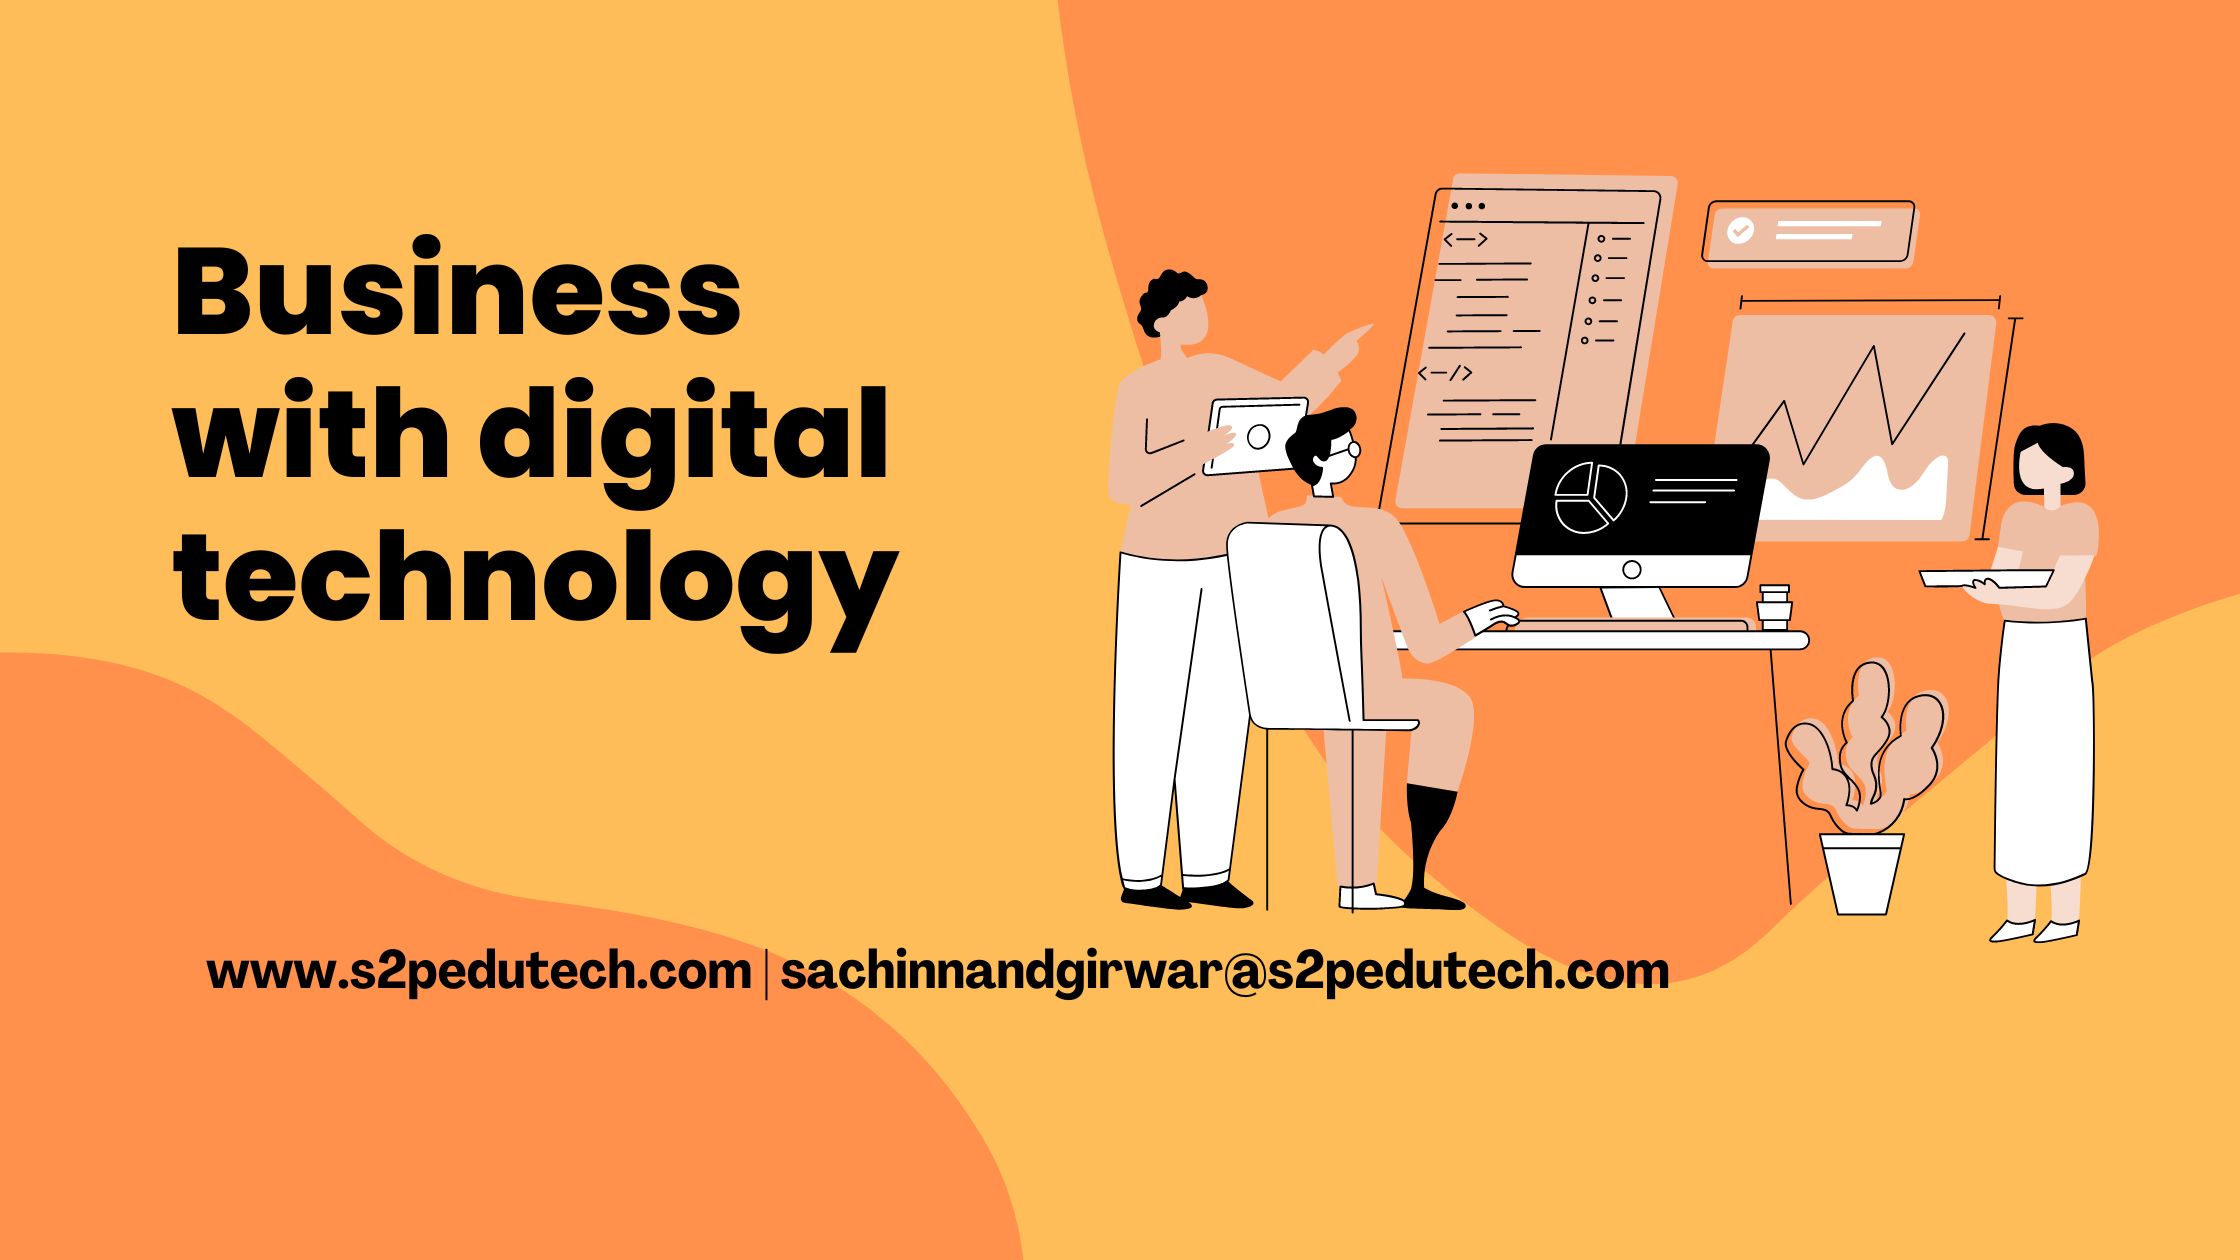 Business
with digital
technology
<—>
<—/>
www.s2pedutech.com | sachinnandgirwar@s2pedutech.com